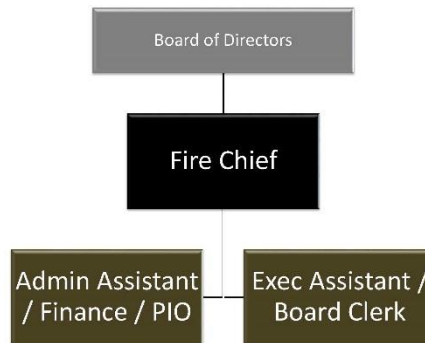 Board of Directors
Fire Chief
Admin Assistant
/ Finance / PIO
Exec Assistant /
Board Clerk